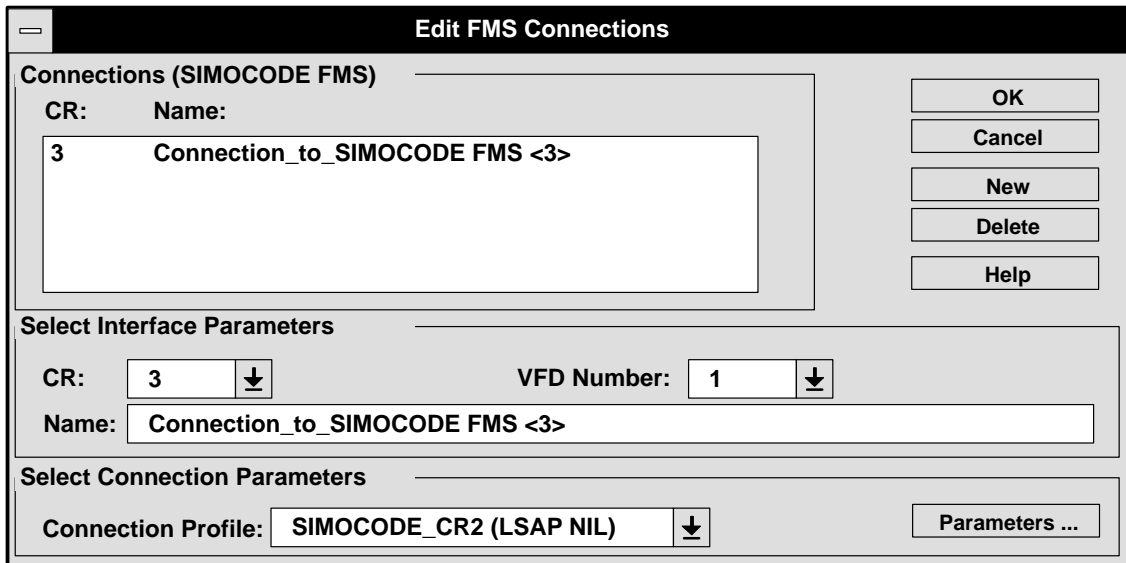 Edit FMS Connections
Connections (SIMOCODE FMS)
CR: Name:
3 Connection_to_SIMOCODE FMS <3>
OK
Cancel
New
Delete
Help
Select Interface Parameters
CR: 3 VFD Number: 1
Name: Connection_to_SIMOCODE FMS <3>
Select Connection Parameters
Connection Profile: SIMOCODE_CR2 (LSAP NIL) Parameters ...